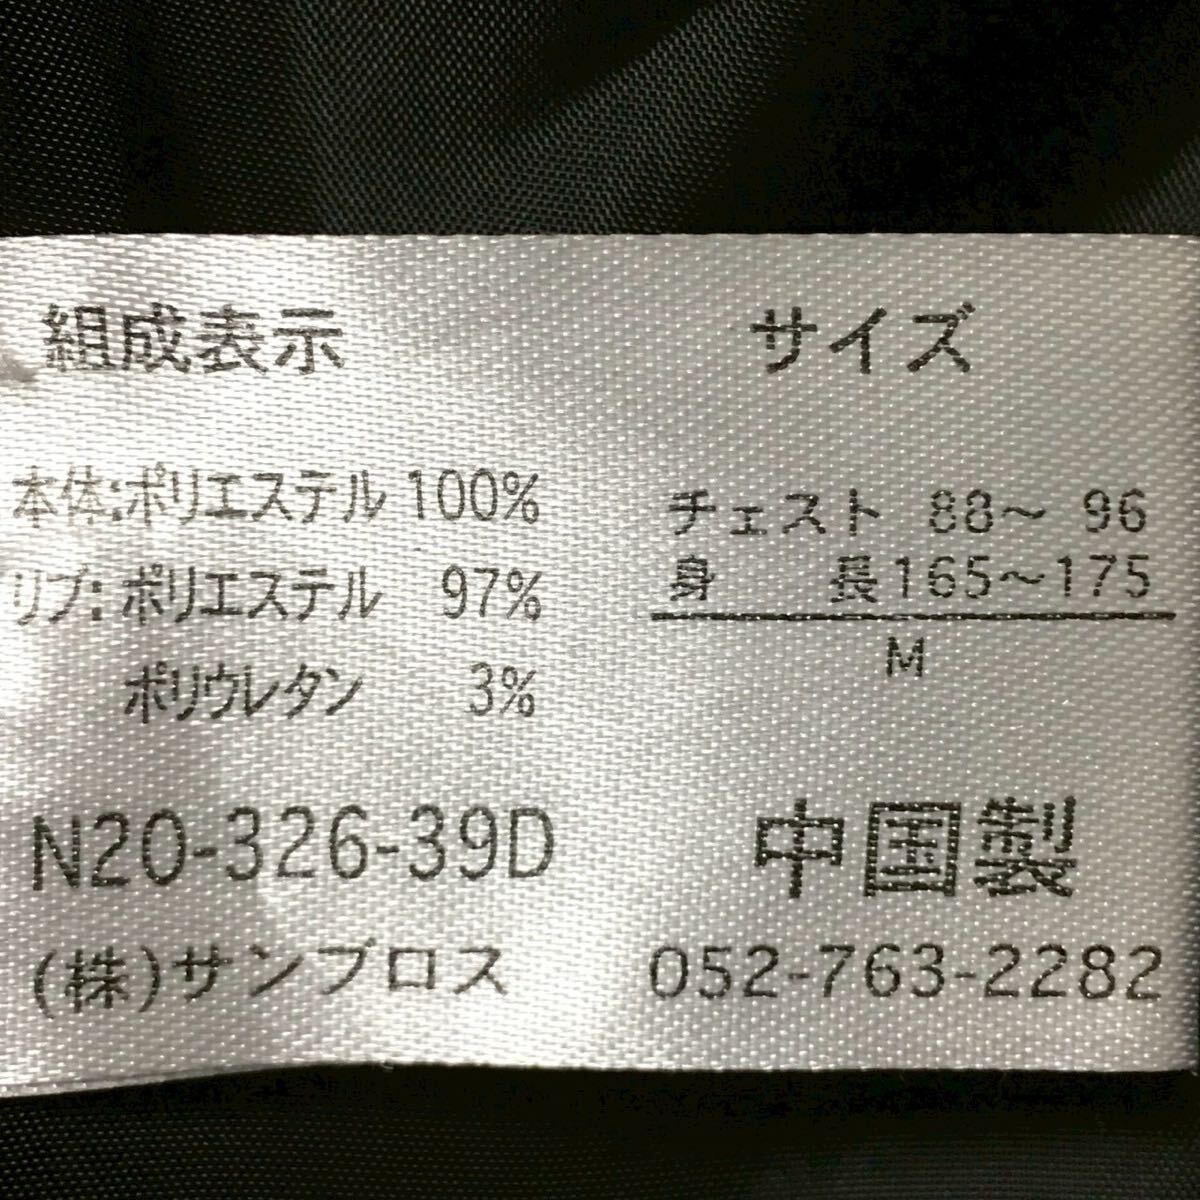 組成表示
本体:ポリエステル 100%
リブ:ポリエステル 97%
ポリウレタン 3%
N20-326-39D
(株)サンブロス
サイズ
チェスト 88～ 96
身 長165～175
M
中国製
052-763-2282